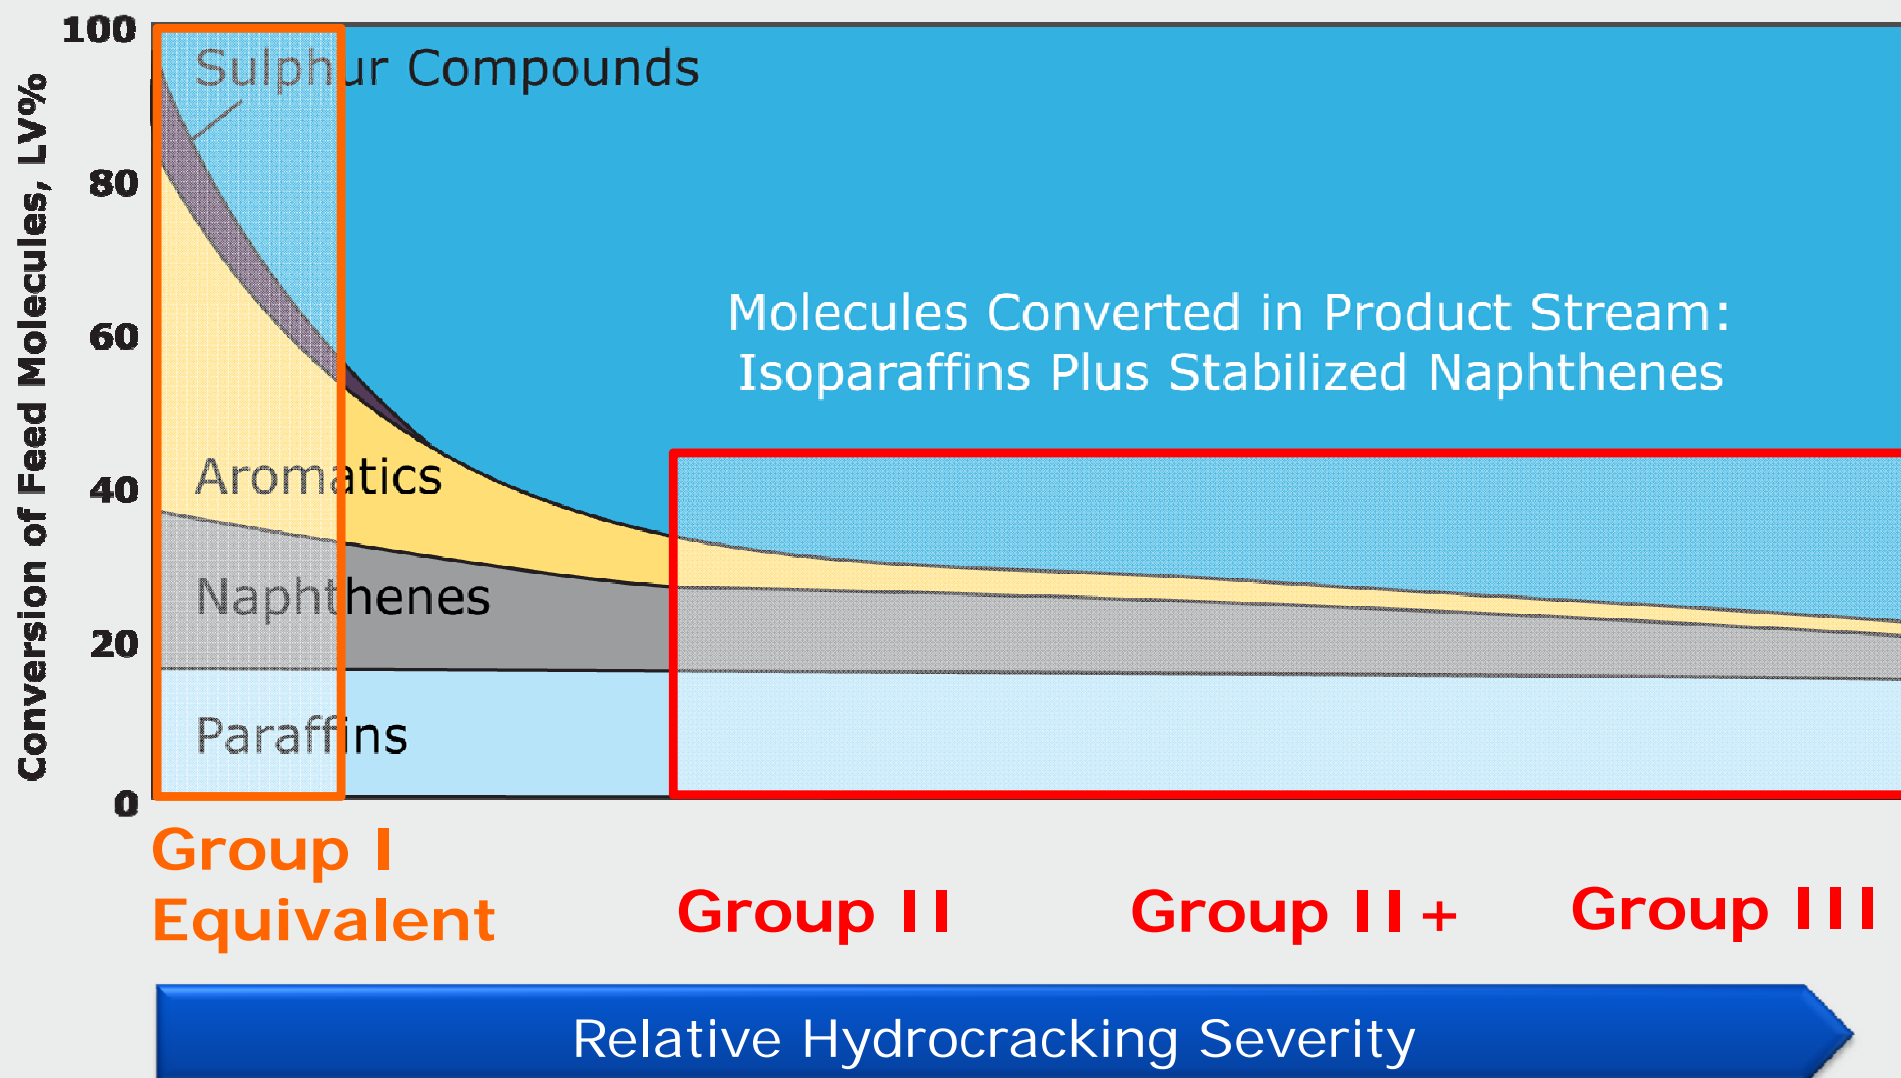 Conversion of Feed Molecules, LV%
100
80
60
40
20
0
Sulphur Compounds
Molecules Converted in Product Stream:
Isoparaffins Plus Stabilized Naphthenes
Aromatics
Naphthenes
Paraffins
Group I
Equivalent
Group II
Group II +
Group III
Relative Hydrocracking Severity